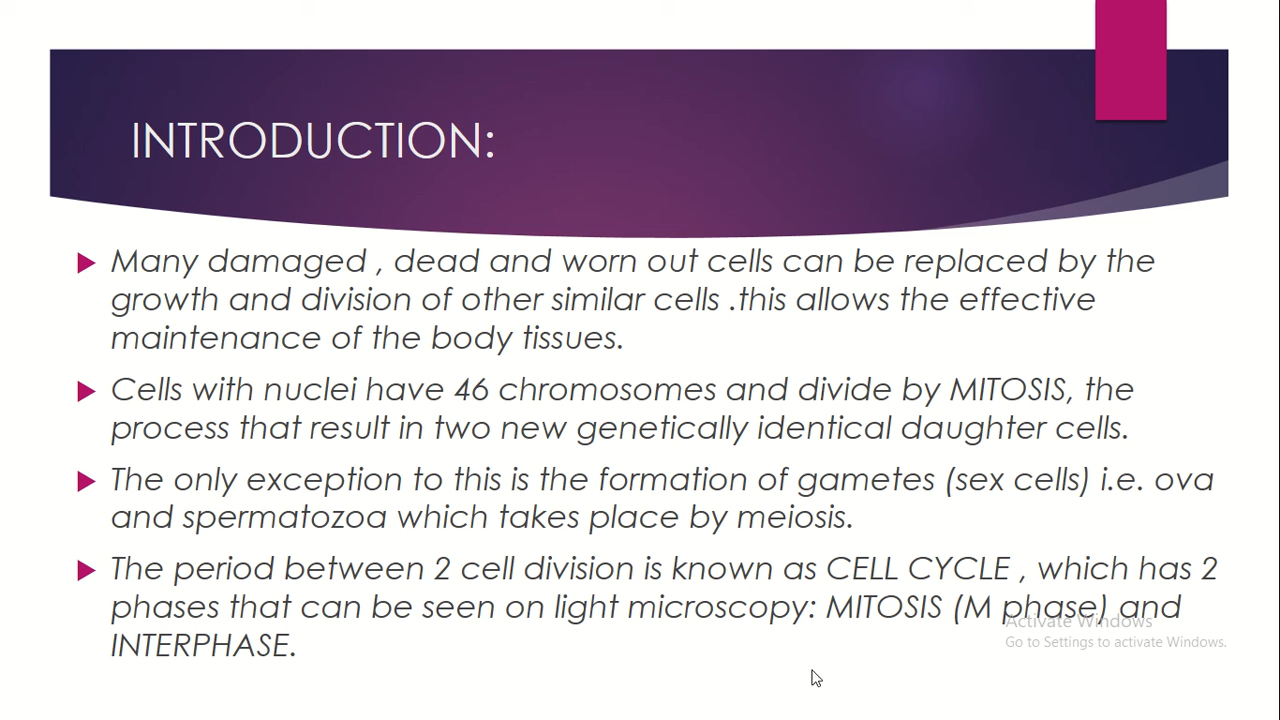 INTRODUCTION:
Many damaged , dead and worn out cells can be replaced by the
growth and division of other similar cells .this allows the effective
maintenance of the body tissues.
Cells with nuclei have 46 chromosomes and divide by MITOSIS, the
process that result in two new genetically identical daughter cells.
The only exception to this is the formation of gametes (sex cells) i.e. ova
and spermatozoa which takes place by meiosis.
The period between 2 cell division is known as CELL CYCLE , which has 2
phases that can be seen on light microscopy: MITOSIS (M phase) and
INTERPHASE.
Activate Windows
Go to Settings to activate Windows.